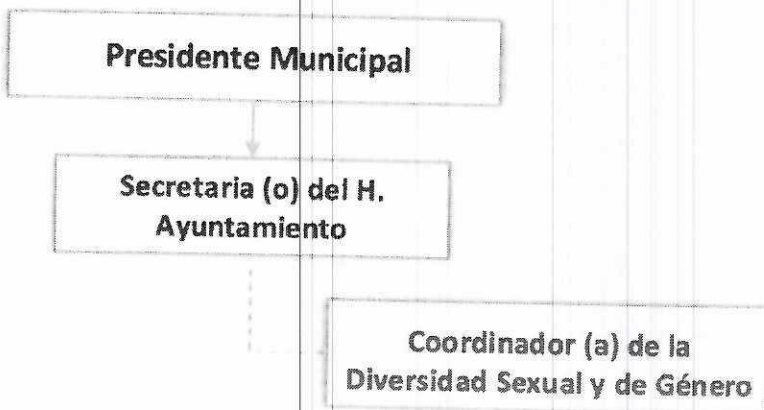 Presidente Municipal
Secretaria (o) del H.
Ayuntamiento
Coordinador (a) de la
Diversidad Sexual y de Género